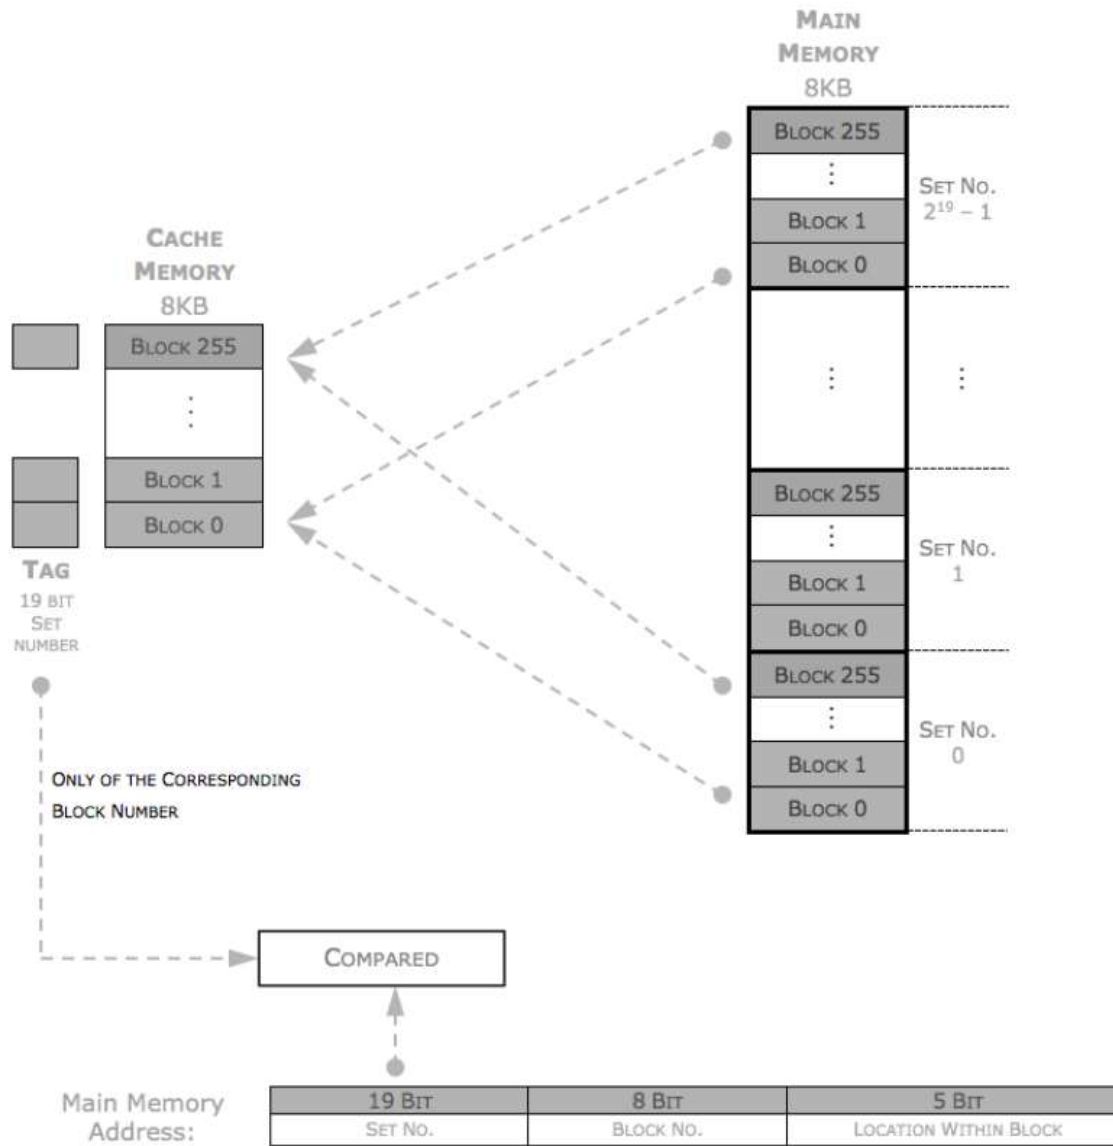 MAIN
MEMORY
8KB
BLOCK 255
⋮
BLOCK 1
BLOCK 0
SET NO.
2¹⁹ – 1
CACHE
MEMORY
8KB
BLOCK 255
⋮
BLOCK 1
BLOCK 0
TAG
19 BIT
SET
NUMBER
⋮
⋮
BLOCK 255
⋮
BLOCK 1
BLOCK 0
SET NO.
1
BLOCK 255
⋮
BLOCK 1
BLOCK 0
SET NO.
0
ONLY OF THE CORRESPONDING
BLOCK NUMBER
COMPARED
Main Memory
Address:
19 BIT
8 BIT
5 BIT
SET NO.
BLOCK NO.
LOCATION WITHIN BLOCK